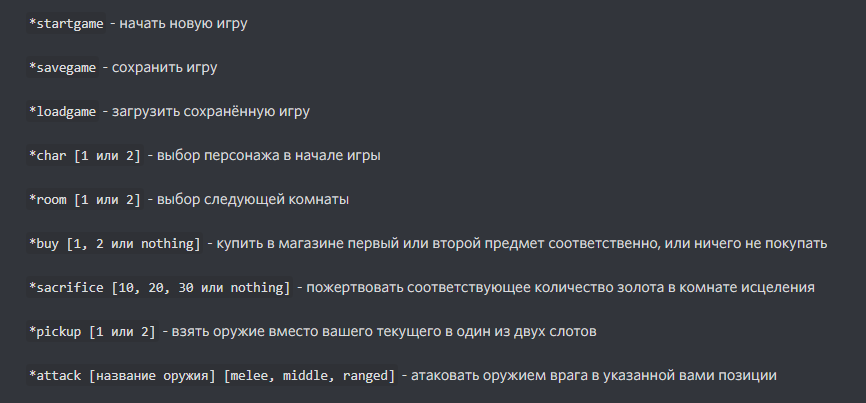 *startgame - начать новую игру
*savegame - сохранить игру
*loadgame - загрузить сохранённую игру
*char [1 или 2] - выбор персонажа в начале игры
*room [1 или 2] - выбор следующей комнаты
*buy [1, 2 или nothing] - купить в магазине первый или второй предмет соответственно, или ничего не покупать
*sacrifice [10, 20, 30 или nothing] - пожертвовать соответствующее количество золота в комнате исцеления
*pickup [1 или 2] - взять оружие вместо вашего текущего в один из двух слотов
*attack [название оружия] [melee, middle, ranged] - атаковать оружием врага в указанной вами позиции